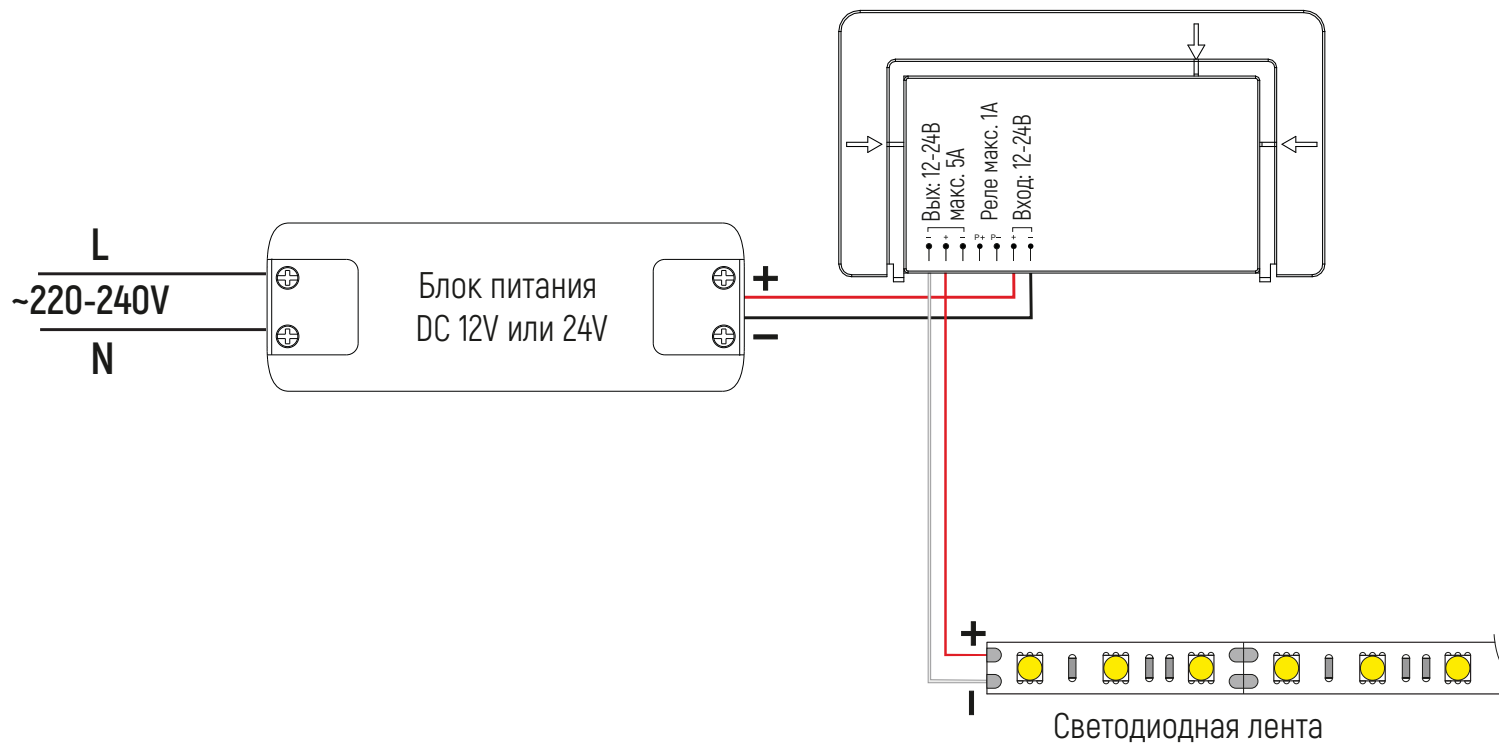 Вых: 12-24В
макс. 5А
Реле макс. 1А
Вход: 12-24В
− + − P+ P− + −
L
~220-240V
N
Блок питания
DC 12V или 24V
+
−
+
−
Светодиодная лента